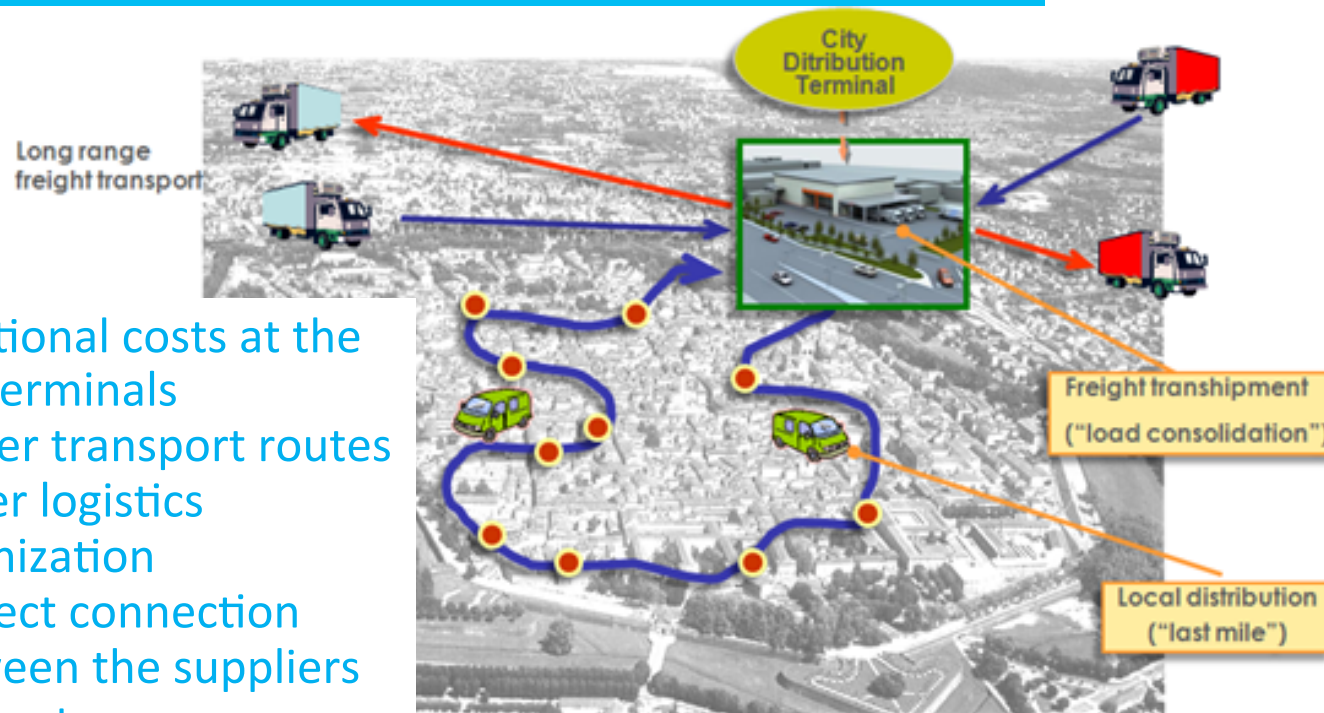 City
Ditribution
Terminal
Long range
freight transport
tional costs at the
erminals
er transport routes
er logistics
nization
ect connection
een the suppliers
Freight transhipment
("load consolidation")
Local distribution
("last mile")